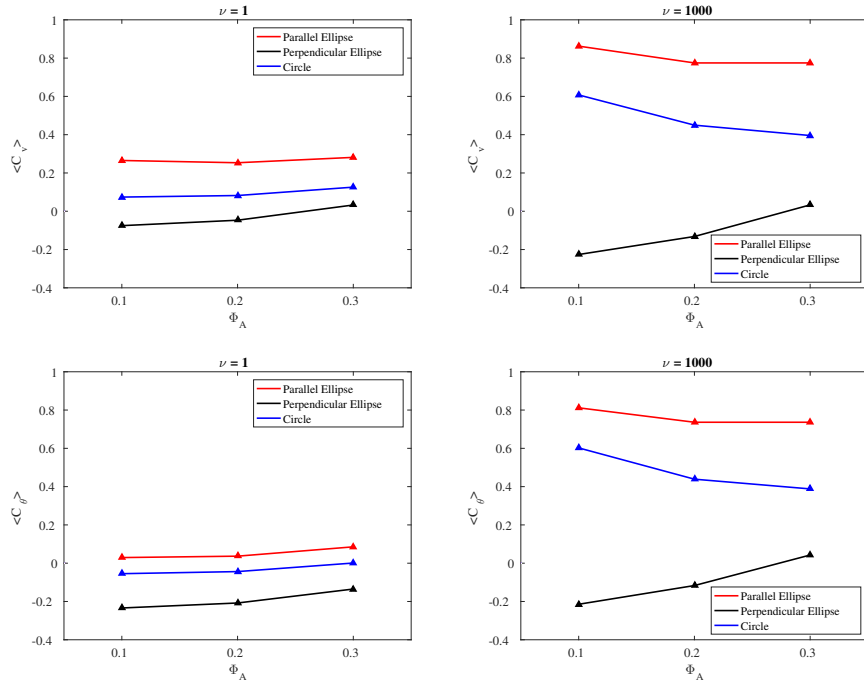 ν = 1
1
0.8
0.6
0.4
0.2
0
-0.2
-0.4
<C_v>
0.1 0.2 0.3
Φ_A
Parallel Ellipse
Perpendicular Ellipse
Circle
ν = 1000
1
0.8
0.6
0.4
0.2
0
-0.2
-0.4
<C_v>
0.1 0.2 0.3
Φ_A
Parallel Ellipse
Perpendicular Ellipse
Circle
ν = 1
1
0.8
0.6
0.4
0.2
0
-0.2
-0.4
<C_θ>
0.1 0.2 0.3
Φ_A
Parallel Ellipse
Perpendicular Ellipse
Circle
ν = 1000
1
0.8
0.6
0.4
0.2
0
-0.2
-0.4
<C_θ>
0.1 0.2 0.3
Φ_A
Parallel Ellipse
Perpendicular Ellipse
Circle